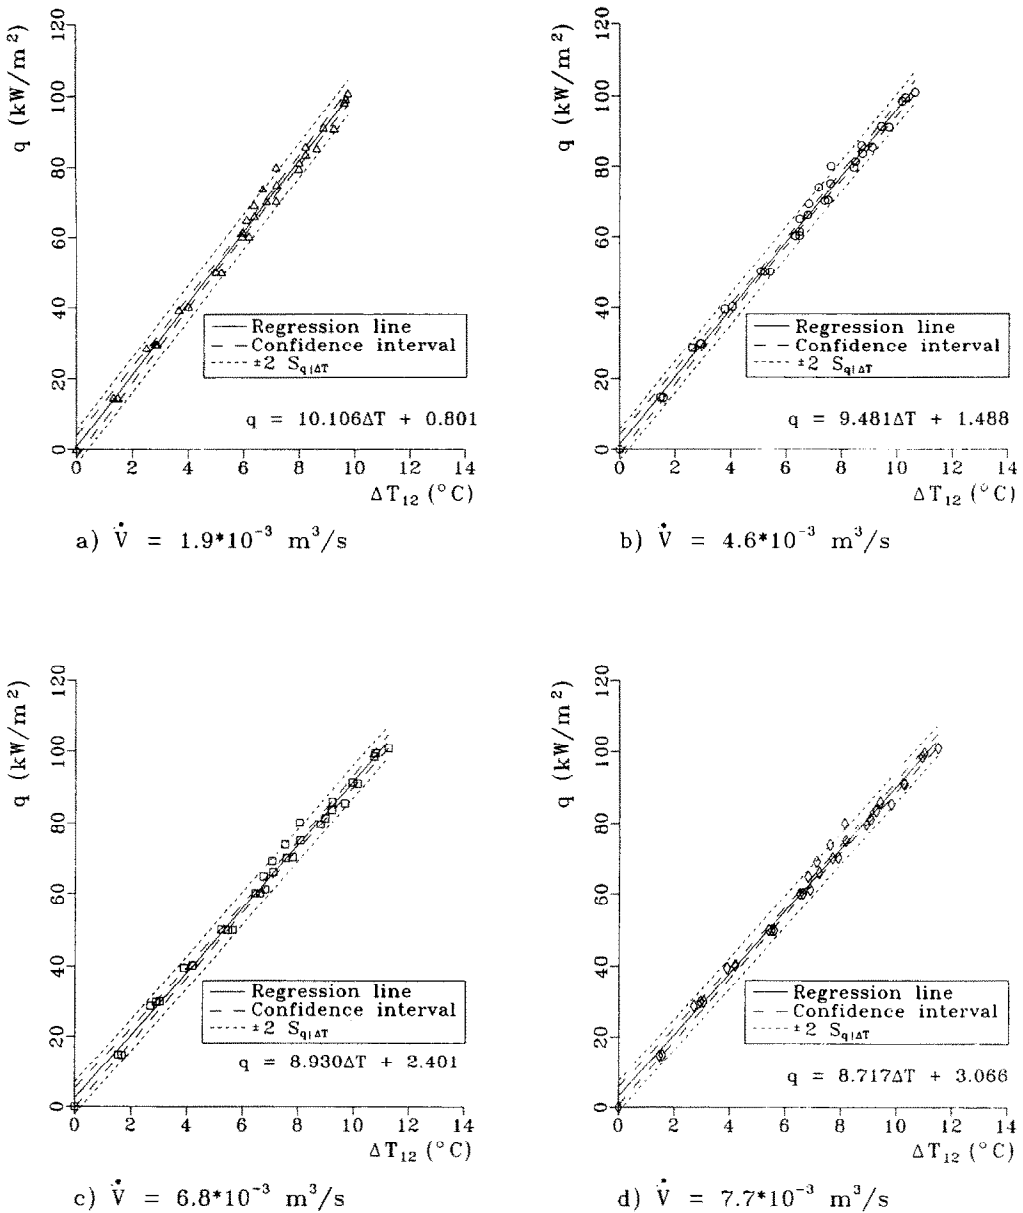 q (kW/m²)
120
100
80
60
40
20
0
Regression line
Confidence interval
±2 S_q|ΔT
q = 10.106ΔT + 0.801
0 2 4 6 8 10 12 14
ΔT₁₂ (°C)
a) V̇ = 1.9*10⁻³ m³/s
q (kW/m²)
120
100
80
60
40
20
0
Regression line
Confidence interval
±2 S_q|ΔT
q = 9.481ΔT + 1.488
0 2 4 6 8 10 12 14
ΔT₁₂ (°C)
b) V̇ = 4.6*10⁻³ m³/s
q (kW/m²)
120
100
80
60
40
20
0
Regression line
Confidence interval
±2 S_q|ΔT
q = 8.930ΔT + 2.401
0 2 4 6 8 10 12 14
ΔT₁₂ (°C)
c) V̇ = 6.8*10⁻³ m³/s
q (kW/m²)
120
100
80
60
40
20
0
Regression line
Confidence interval
±2 S_q|ΔT
q = 8.717ΔT + 3.066
0 2 4 6 8 10 12 14
ΔT₁₂ (°C)
d) V̇ = 7.7*10⁻³ m³/s